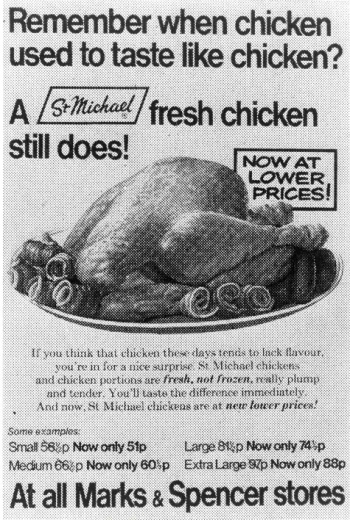 Remember when chicken
used to taste like chicken?
A St Michael fresh chicken
still does!
NOW AT
LOWER
PRICES!
If you think that chicken these days tends to lack flavour,
you're in for a nice surprise. St Michael chickens
and chicken portions are fresh, not frozen, really plump
and tender. You'll taste the difference immediately.
And now, St Michael chickens are at new lower prices!
Some examples:
Small 56½p Now only 51p Large 81½p Now only 74½p
Medium 66½p Now only 60½p Extra Large 97p Now only 88p
At all Marks & Spencer stores